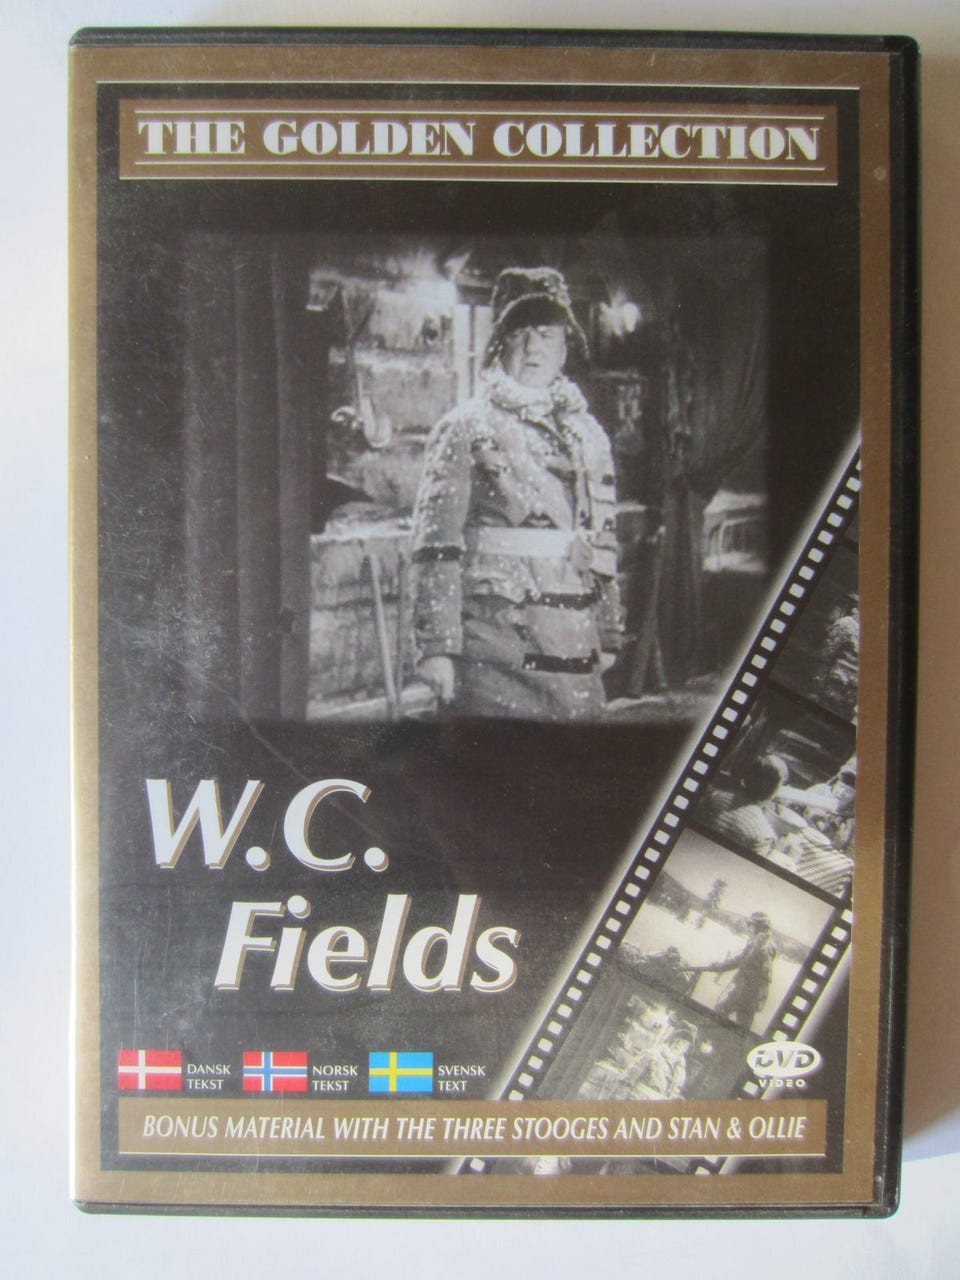 THE GOLDEN COLLECTION
W.C.
Fields
DANSK
TEKST
NORSK
TEKST
SVENSK
TEXT
DVD
VIDEO
BONUS MATERIAL WITH THE THREE STOOGES AND STAN & OLLIE